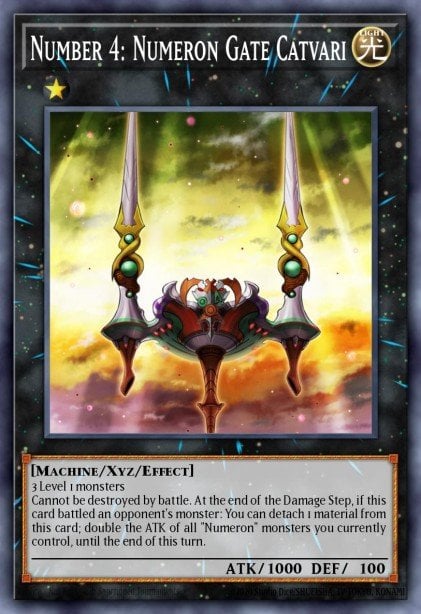 NUMBER 4: NUMERON GATE CATVARI
LIGHT
光
[MACHINE/XYZ/EFFECT]
3 Level 1 monsters
Cannot be destroyed by battle. At the end of the Damage Step, if this
card battled an opponent's monster: You can detach 1 material from
this card; double the ATK of all "Numeron" monsters you currently
control, until the end of this turn.
ATK/1000 DEF/ 100